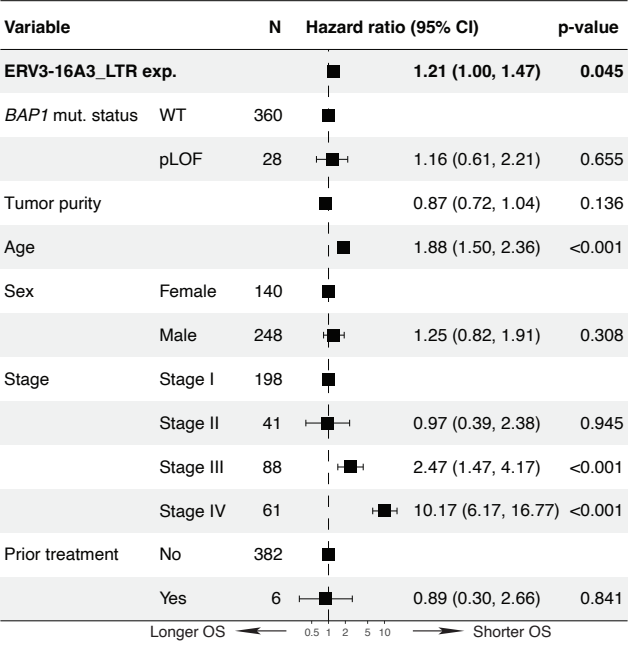 Variable N Hazard ratio (95% CI) p-value
ERV3-16A3_LTR exp. 1.21 (1.00, 1.47) 0.045
BAP1 mut. status WT 360
pLOF 28 1.16 (0.61, 2.21) 0.655
Tumor purity 0.87 (0.72, 1.04) 0.136
Age 1.88 (1.50, 2.36) <0.001
Sex Female 140
Male 248 1.25 (0.82, 1.91) 0.308
Stage Stage I 198
Stage II 41 0.97 (0.39, 2.38) 0.945
Stage III 88 2.47 (1.47, 4.17) <0.001
Stage IV 61 10.17 (6.17, 16.77) <0.001
Prior treatment No 382
Yes 6 0.89 (0.30, 2.66) 0.841
Longer OS 0.5 1 2 5 10 Shorter OS